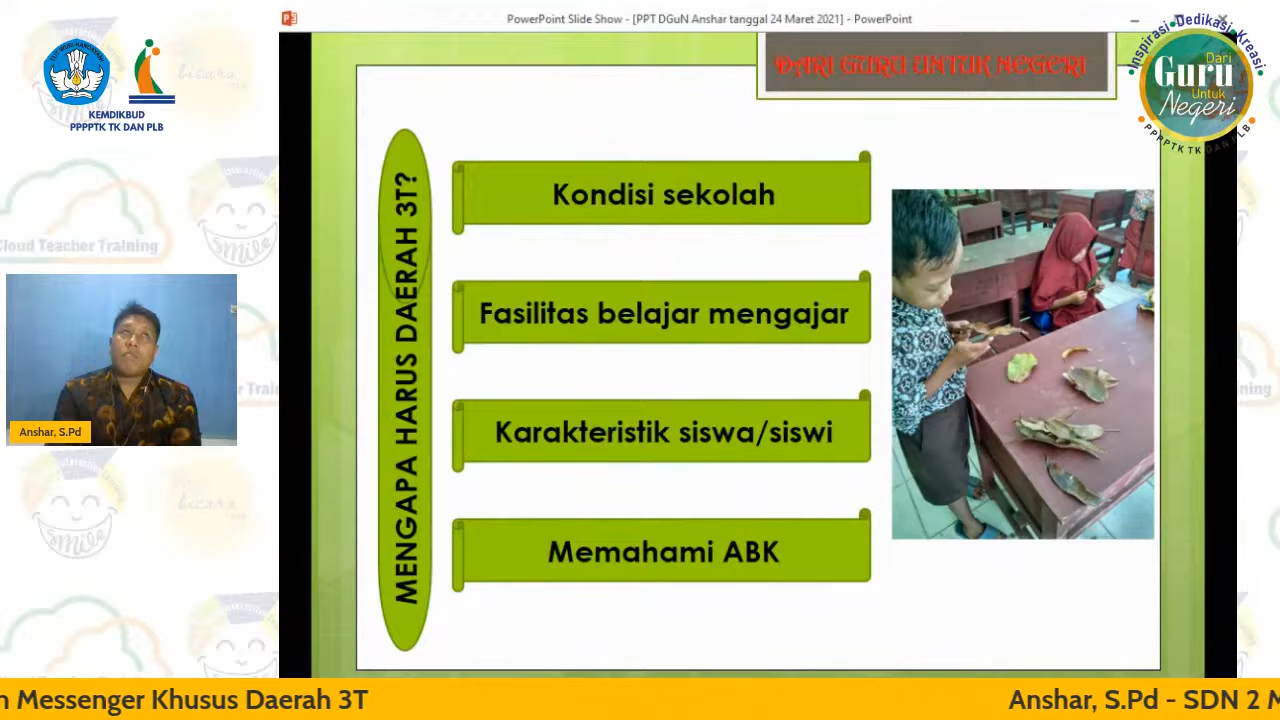 PowerPoint Slide Show - [PPT DGuN Anshar tanggal 24 Maret 2021] - PowerPoint
KEMDIKBUD
PPPPTK TK DAN PLB
DARI GURU UNTUK NEGERI
Inspirasi•Dedikasi•Kreasi
Dari
Guru
Untuk
Negeri
PPPPTK TK DAN PLB
MENGAPA HARUS DAERAH 3T?
Kondisi sekolah
Fasilitas belajar mengajar
Karakteristik siswa/siswi
Memahami ABK
Cloud Teacher Training
Smile
Anshar, S.Pd
bicara
Smile
n Messenger Khusus Daerah 3T
Anshar, S.Pd - SDN 2 M